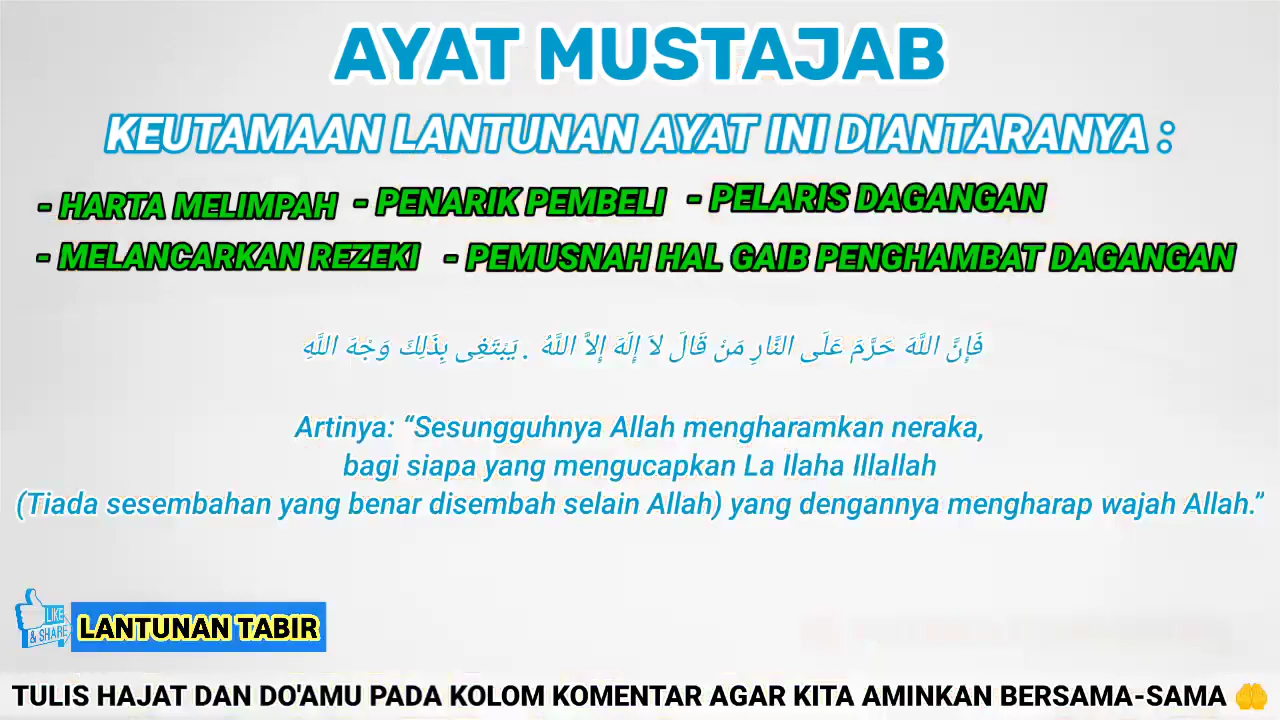 AYAT MUSTAJAB
KEUTAMAAN LANTUNAN AYAT INI DIANTARANYA :
- HARTA MELIMPAH - PENARIK PEMBELI - PELARIS DAGANGAN
- MELANCARKAN REZEKI - PEMUSNAH HAL GAIB PENGHAMBAT DAGANGAN
فَإِنَّ اللَّهَ حَرَّمَ عَلَى النَّارِ مَنْ قَالَ لاَ إِلَهَ إِلاَّ اللَّهُ . يَبْتَغِى بِذَلِكَ وَجْهَ اللَّهِ
Artinya: “Sesungguhnya Allah mengharamkan neraka,
bagi siapa yang mengucapkan La Ilaha Illallah
(Tiada sesembahan yang benar disembah selain Allah) yang dengannya mengharap wajah Allah.”
LIKE
& SHARE
LANTUNAN TABIR
TULIS HAJAT DAN DO'AMU PADA KOLOM KOMENTAR AGAR KITA AMINKAN BERSAMA-SAMA 🤲